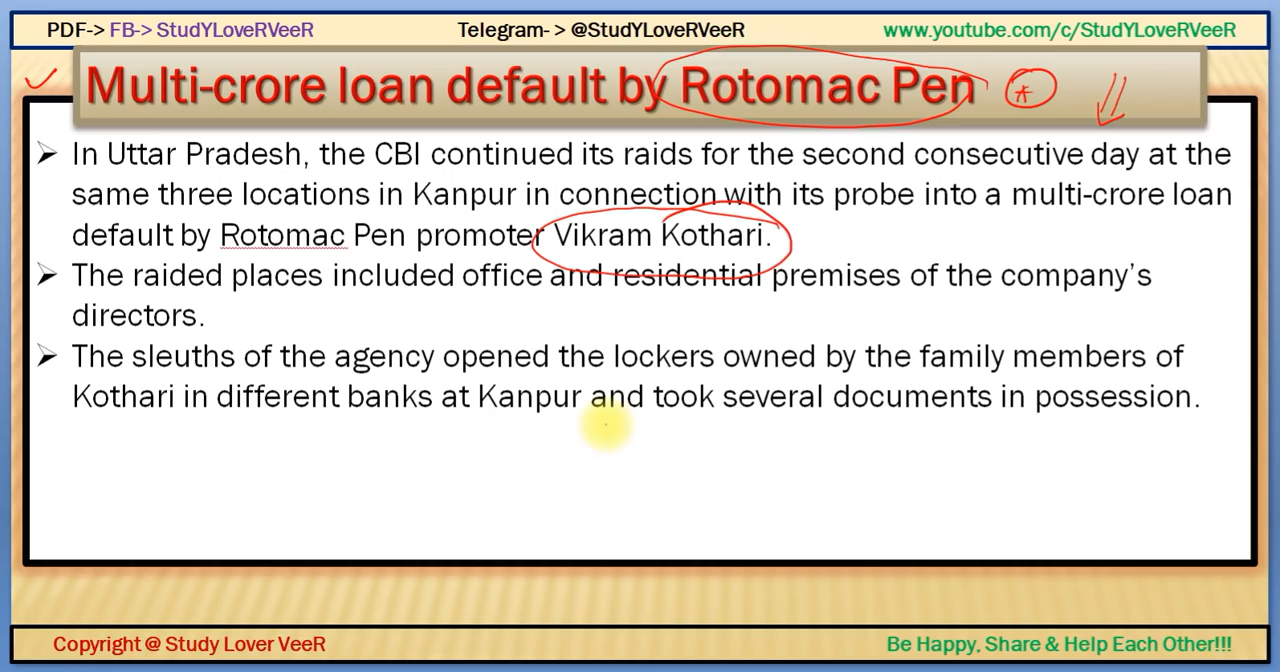 PDF-> FB-> StudYLoveRVeeR Telegram- > @StudYLoveRVeeR www.youtube.com/c/StudYLoveRVeeR
Multi-crore loan default by Rotomac Pen
➢ In Uttar Pradesh, the CBI continued its raids for the second consecutive day at the
same three locations in Kanpur in connection with its probe into a multi-crore loan
default by Rotomac Pen promoter Vikram Kothari.
➢ The raided places included office and residential premises of the company's
directors.
➢ The sleuths of the agency opened the lockers owned by the family members of
Kothari in different banks at Kanpur and took several documents in possession.
Copyright @ Study Lover VeeR Be Happy, Share & Help Each Other!!!